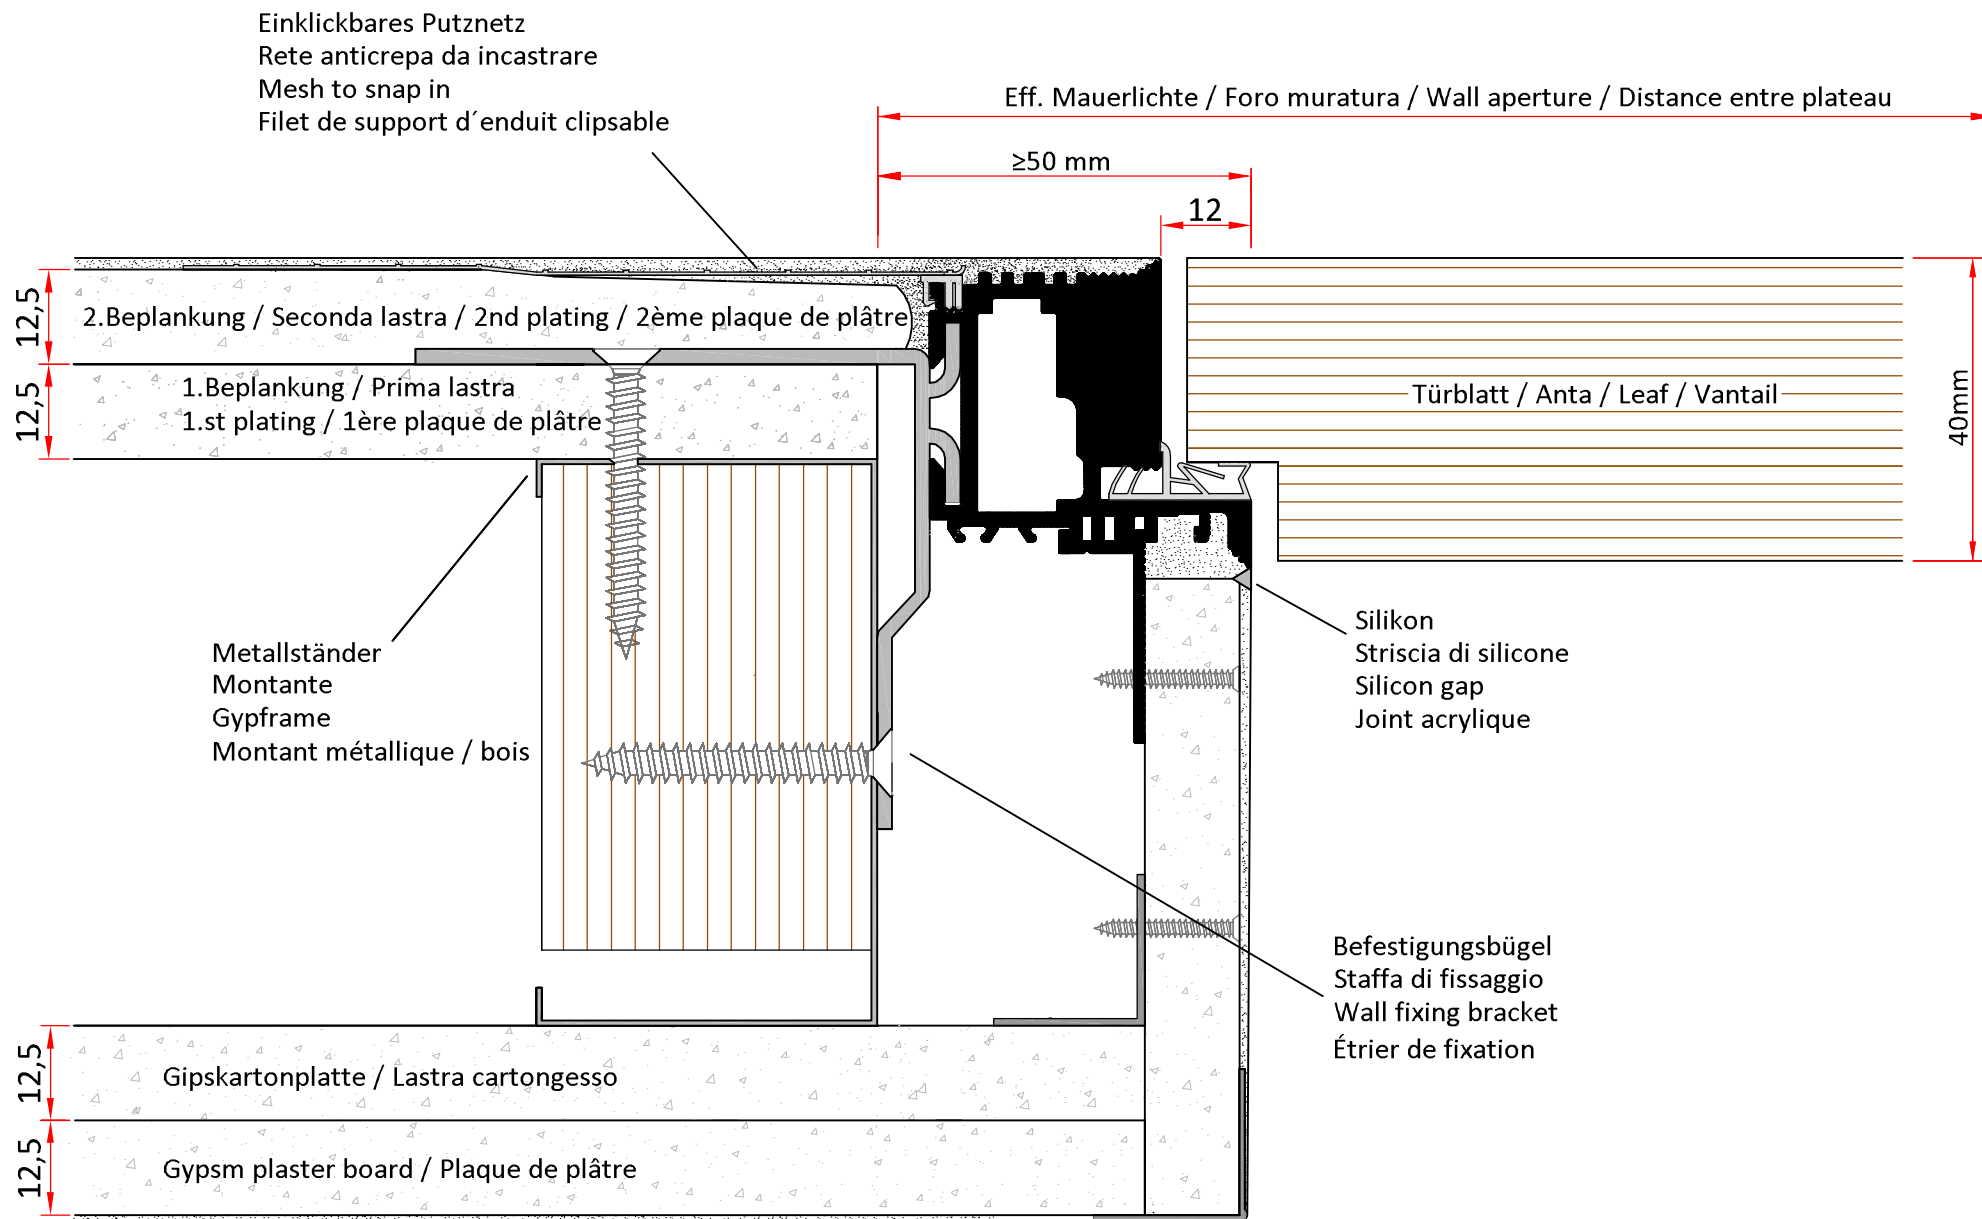 Einklickbares Putznetz
Rete anticrepa da incastrare
Mesh to snap in
Filet de support d´enduit clipsable
Eff. Mauerlichte / Foro muratura / Wall aperture / Distance entre plateau
≥50 mm
12
12,5
2.Beplankung / Seconda lastra / 2nd plating / 2ème plaque de plâtre
12,5
1.Beplankung / Prima lastra
1.st plating / 1ère plaque de plâtre
Türblatt / Anta / Leaf / Vantail
40mm
Metallständer
Montante
Gypframe
Montant métallique / bois
Silikon
Striscia di silicone
Silicon gap
Joint acrylique
Befestigungsbügel
Staffa di fissaggio
Wall fixing bracket
Étrier de fixation
12,5
Gipskartonplatte / Lastra cartongesso
12,5
Gypsm plaster board / Plaque de plâtre